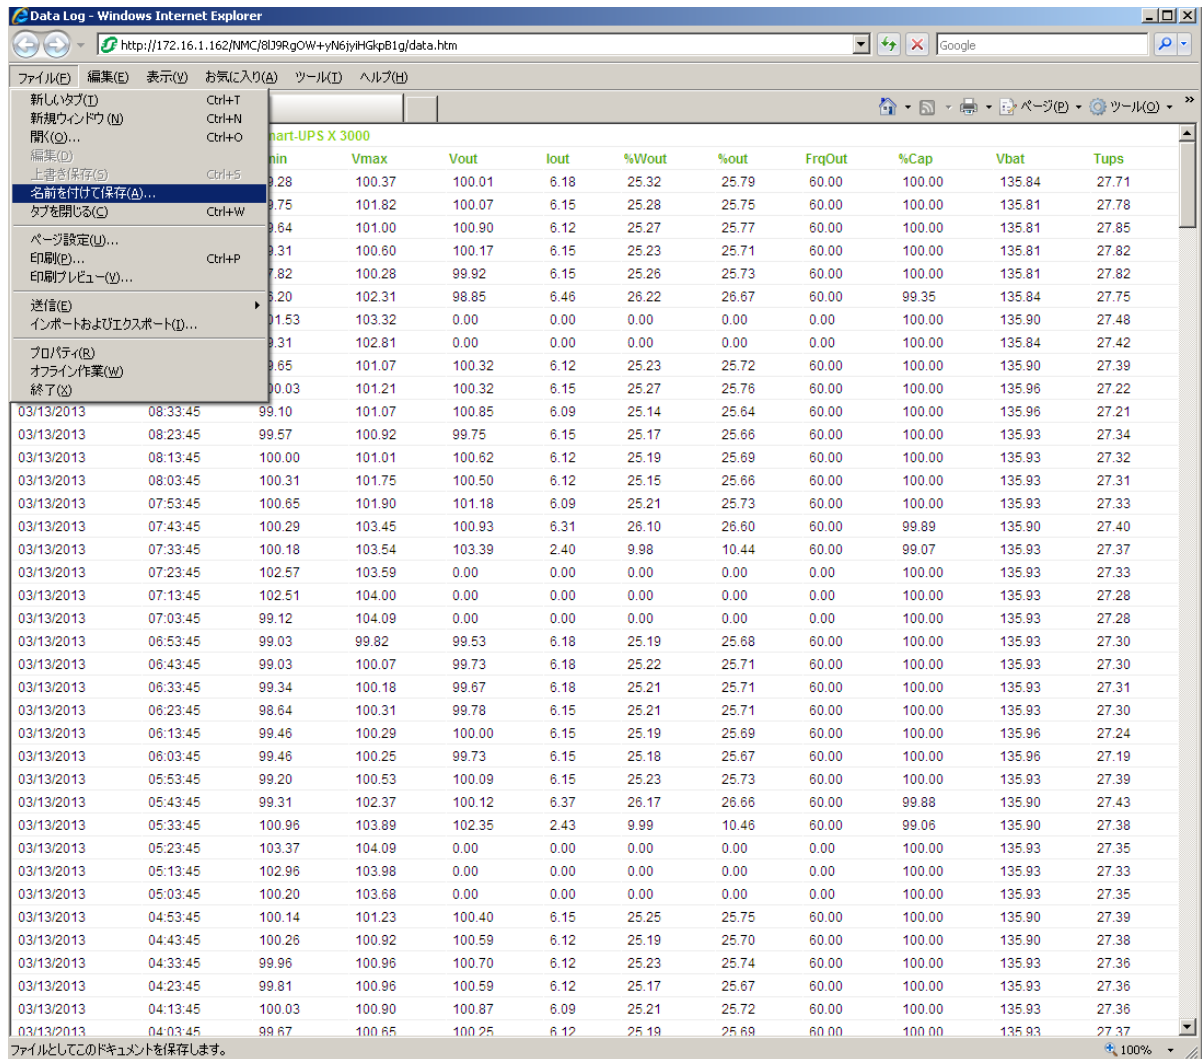 Data Log - Windows Internet Explorer
http://172.16.1.162/NMC/8lJ9RgOW+yN6jyiHGkpB1g/data.htm Google
ファイル(F) 編集(E) 表示(V) お気に入り(A) ツール(T) ヘルプ(H)
新しいタブ(T) Ctrl+T
新規ウィンドウ(N) Ctrl+N
開く(O)... Ctrl+O
編集(D)
上書き保存(S) Ctrl+S
名前を付けて保存(A)...
タブを閉じる(C) Ctrl+W
ページ設定(U)...
印刷(P)... Ctrl+P
印刷プレビュー(V)...
送信(E)
インポートおよびエクスポート(I)...
プロパティ(R)
オフライン作業(W)
終了(X)
ページ(P) ツール(O) »
mart-UPS X 3000
min Vmax Vout Iout %Wout %out FrqOut %Cap Vbat Tups
9.28 100.37 100.01 6.18 25.32 25.79 60.00 100.00 135.84 27.71
9.75 101.82 100.07 6.15 25.28 25.75 60.00 100.00 135.81 27.78
9.64 101.00 100.90 6.12 25.27 25.77 60.00 100.00 135.81 27.85
9.31 100.60 100.17 6.15 25.23 25.71 60.00 100.00 135.81 27.82
7.82 100.28 99.92 6.15 25.26 25.73 60.00 100.00 135.81 27.82
6.20 102.31 98.85 6.46 26.22 26.67 60.00 99.35 135.84 27.75
01.53 103.32 0.00 0.00 0.00 0.00 0.00 100.00 135.90 27.48
9.31 102.81 0.00 0.00 0.00 0.00 0.00 100.00 135.84 27.42
9.65 101.07 100.32 6.12 25.23 25.72 60.00 100.00 135.90 27.39
00.03 101.21 100.32 6.15 25.27 25.76 60.00 100.00 135.96 27.22
03/13/2013 08:33:45 99.10 101.07 100.85 6.09 25.14 25.64 60.00 100.00 135.96 27.21
03/13/2013 08:23:45 99.57 100.92 99.75 6.15 25.17 25.66 60.00 100.00 135.93 27.34
03/13/2013 08:13:45 100.00 101.01 100.62 6.12 25.19 25.69 60.00 100.00 135.93 27.32
03/13/2013 08:03:45 100.31 101.75 100.50 6.12 25.15 25.66 60.00 100.00 135.93 27.31
03/13/2013 07:53:45 100.65 101.90 101.18 6.09 25.21 25.73 60.00 100.00 135.93 27.33
03/13/2013 07:43:45 100.29 103.45 100.93 6.31 26.10 26.60 60.00 99.89 135.90 27.40
03/13/2013 07:33:45 100.18 103.54 103.39 2.40 9.98 10.44 60.00 99.07 135.93 27.37
03/13/2013 07:23:45 102.57 103.59 0.00 0.00 0.00 0.00 0.00 100.00 135.93 27.33
03/13/2013 07:13:45 102.51 104.00 0.00 0.00 0.00 0.00 0.00 100.00 135.93 27.28
03/13/2013 07:03:45 99.12 104.09 0.00 0.00 0.00 0.00 0.00 100.00 135.93 27.28
03/13/2013 06:53:45 99.03 99.82 99.53 6.18 25.19 25.68 60.00 100.00 135.93 27.30
03/13/2013 06:43:45 99.03 100.07 99.73 6.18 25.22 25.71 60.00 100.00 135.93 27.30
03/13/2013 06:33:45 99.34 100.18 99.67 6.18 25.21 25.71 60.00 100.00 135.93 27.31
03/13/2013 06:23:45 98.64 100.31 99.78 6.15 25.21 25.71 60.00 100.00 135.93 27.30
03/13/2013 06:13:45 99.46 100.29 100.00 6.15 25.19 25.69 60.00 100.00 135.96 27.24
03/13/2013 06:03:45 99.46 100.25 99.73 6.15 25.18 25.67 60.00 100.00 135.96 27.19
03/13/2013 05:53:45 99.20 100.53 100.09 6.15 25.23 25.73 60.00 100.00 135.93 27.39
03/13/2013 05:43:45 99.31 102.37 100.12 6.37 26.17 26.66 60.00 99.88 135.90 27.43
03/13/2013 05:33:45 100.96 103.89 102.35 2.43 9.99 10.46 60.00 99.06 135.90 27.38
03/13/2013 05:23:45 103.37 104.09 0.00 0.00 0.00 0.00 0.00 100.00 135.93 27.35
03/13/2013 05:13:45 102.96 103.98 0.00 0.00 0.00 0.00 0.00 100.00 135.93 27.33
03/13/2013 05:03:45 100.20 103.68 0.00 0.00 0.00 0.00 0.00 100.00 135.93 27.35
03/13/2013 04:53:45 100.14 101.23 100.40 6.15 25.25 25.75 60.00 100.00 135.90 27.39
03/13/2013 04:43:45 100.26 100.92 100.59 6.12 25.19 25.70 60.00 100.00 135.90 27.38
03/13/2013 04:33:45 99.96 100.96 100.70 6.12 25.23 25.74 60.00 100.00 135.93 27.36
03/13/2013 04:23:45 99.81 100.96 100.59 6.12 25.17 25.67 60.00 100.00 135.93 27.36
03/13/2013 04:13:45 100.03 100.90 100.87 6.09 25.21 25.72 60.00 100.00 135.93 27.36
03/13/2013 04:03:45 99.67 100.65 100.25 6.12 25.19 25.69 60.00 100.00 135.93 27.37
ファイルとしてこのドキュメントを保存します。 100%